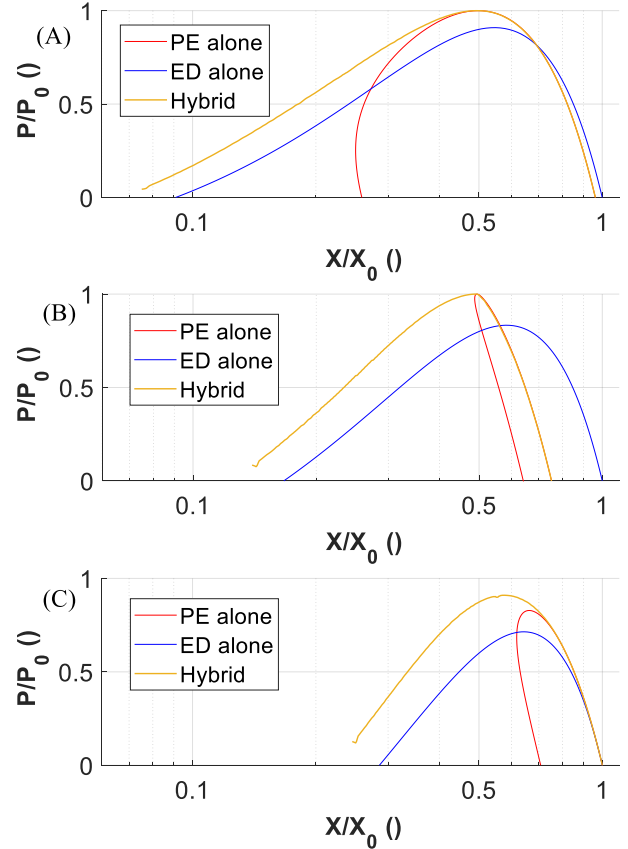 (A)
PE alone
ED alone
Hybrid
P/P0 ()
1
0.5
0
0.1
0.5
1
X/X0 ()
(B)
PE alone
ED alone
Hybrid
P/P0 ()
1
0.5
0
0.1
0.5
1
X/X0 ()
(C)
PE alone
ED alone
Hybrid
P/P0 ()
1
0.5
0
0.1
0.5
1
X/X0 ()